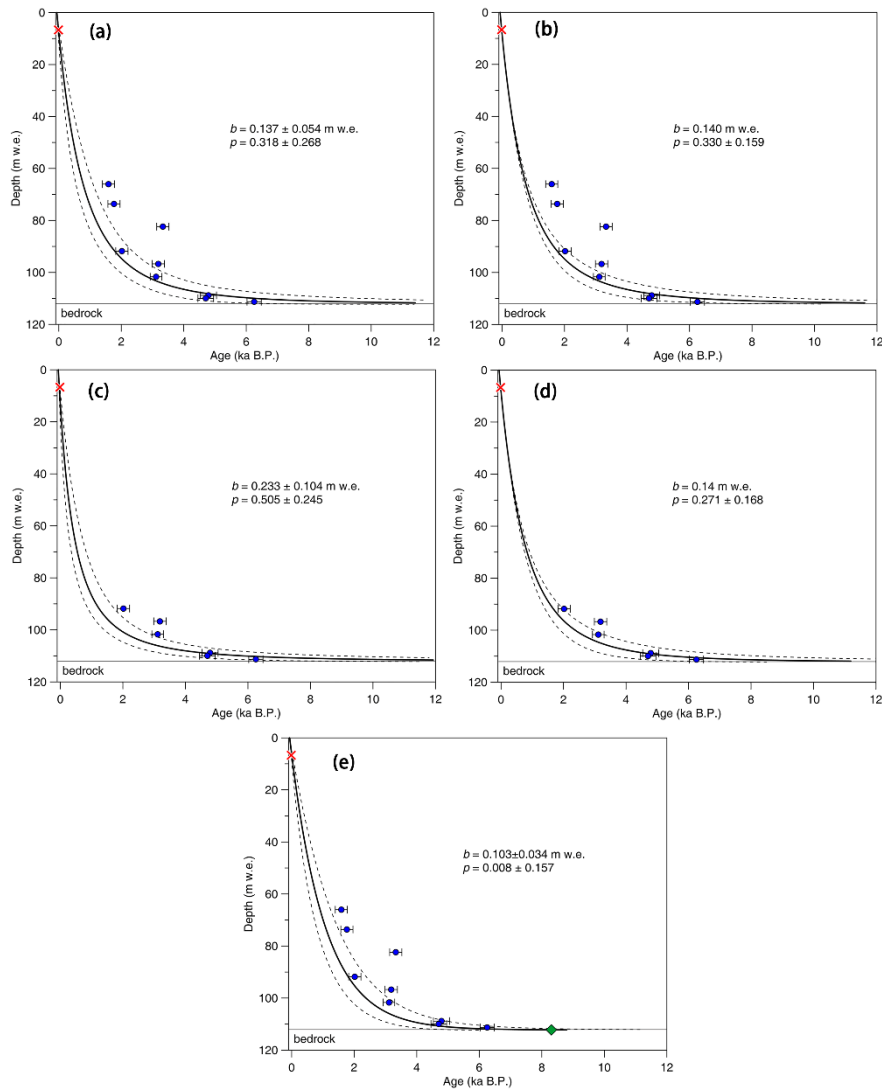 (a)
0
20
40
60
80
100
120
Depth (m w.e.)
b = 0.137 ± 0.054 m w.e.
p = 0.318 ± 0.268
bedrock
0 2 4 6 8 10 12
Age (ka B.P.)
(b)
0
20
40
60
80
100
120
Depth (m w.e.)
b = 0.140 m w.e.
p = 0.330 ± 0.159
bedrock
0 2 4 6 8 10 12
Age (ka B.P.)
(c)
0
20
40
60
80
100
120
Depth (m w.e.)
b = 0.233 ± 0.104 m w.e.
p = 0.505 ± 0.245
bedrock
0 2 4 6 8 10 12
Age (ka B.P.)
(d)
0
20
40
60
80
100
120
Depth (m w.e.)
b = 0.14 m w.e.
p = 0.271 ± 0.168
bedrock
0 2 4 6 8 10 12
Age (ka B.P.)
(e)
0
20
40
60
80
100
120
Depth (m w.e.)
b = 0.103±0.034 m w.e.
p = 0.008 ± 0.157
bedrock
0 2 4 6 8 10 12
Age (ka B.P.)